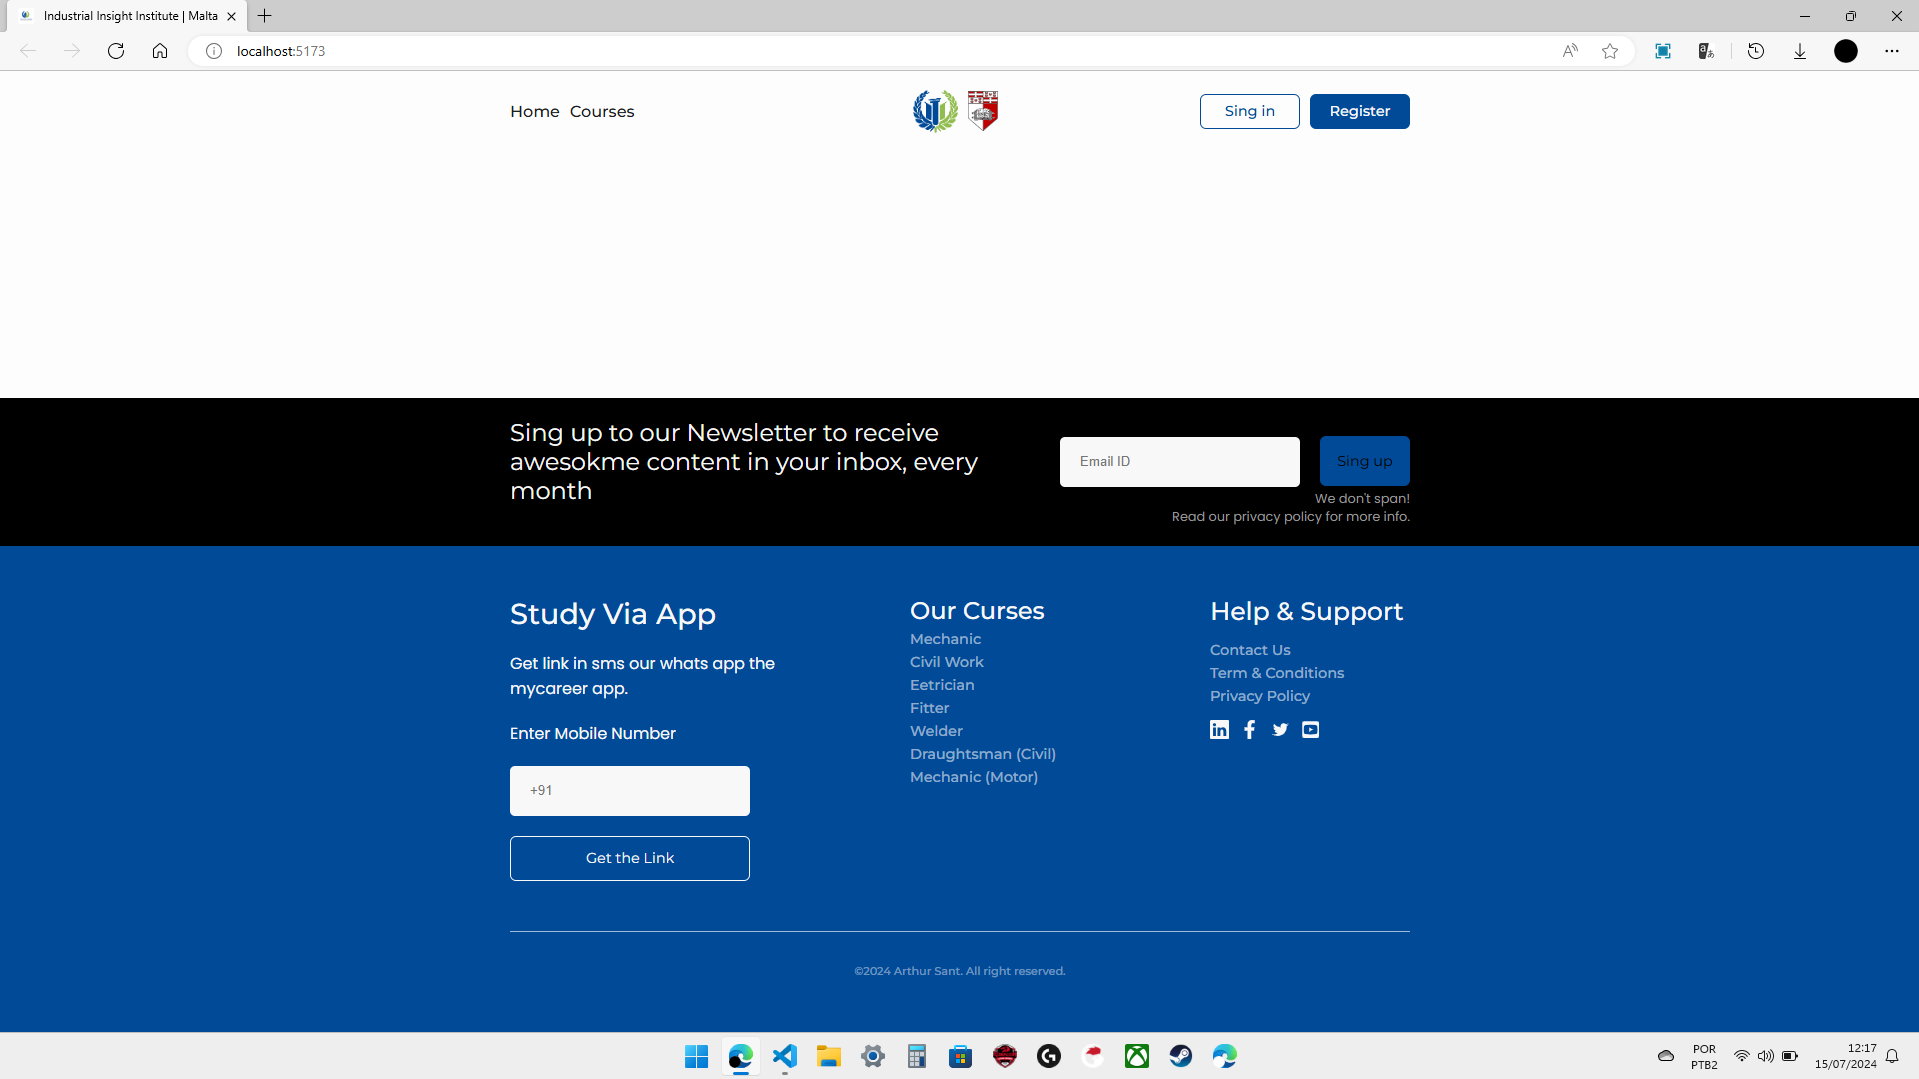 Industrial Insight Institute | Malta
localhost:5173
Home Courses
Sing in
Register
Sing up to our Newsletter to receive
awesokme content in your inbox, every
month
Email ID
Sing up
We don't span!
Read our privacy policy for more info.
Study Via App
Get link in sms our whats app the
mycareer app.
Enter Mobile Number
+91
Get the Link
Our Curses
Mechanic
Civil Work
Eetrician
Fitter
Welder
Draughtsman (Civil)
Mechanic (Motor)
Help & Support
Contact Us
Term & Conditions
Privacy Policy
©2024 Arthur Sant. All right reserved.
POR
PTB2
12:17
15/07/2024